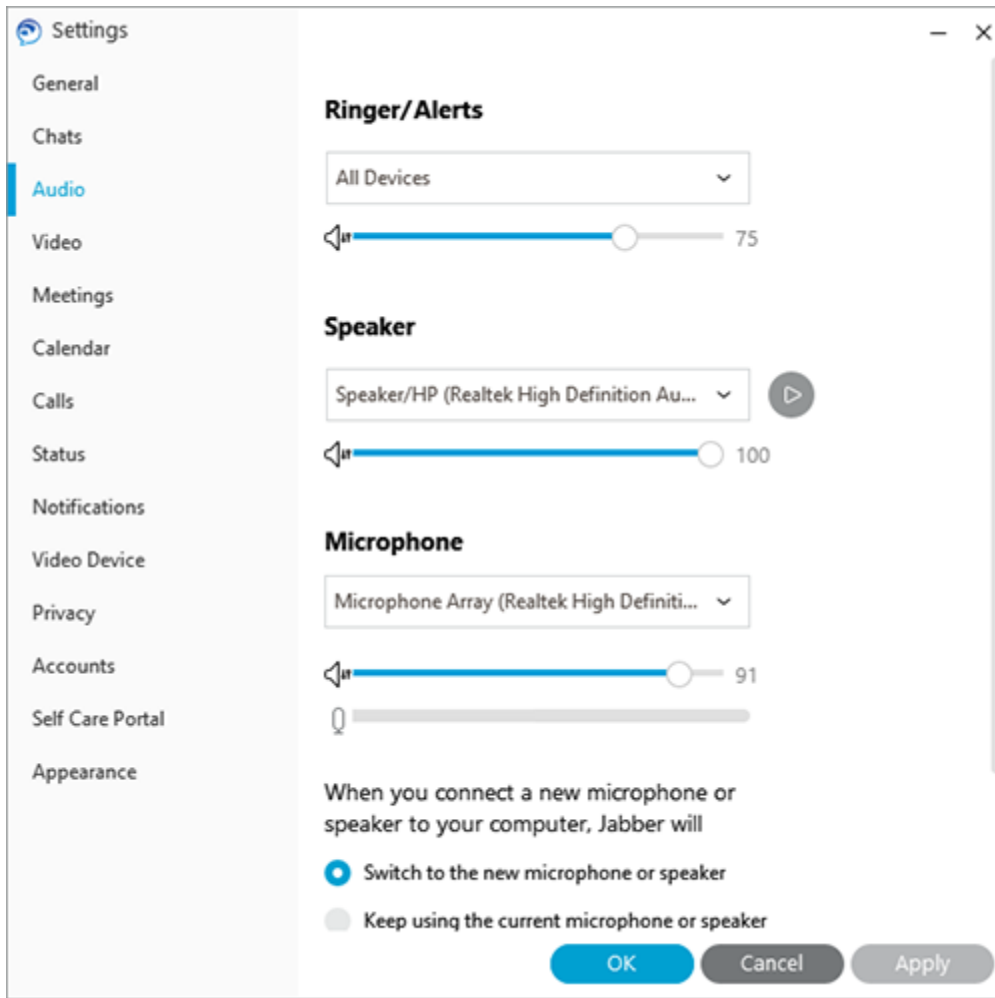 Settings
General
Chats
Audio
Video
Meetings
Calendar
Calls
Status
Notifications
Video Device
Privacy
Accounts
Self Care Portal
Appearance
Ringer/Alerts
All Devices
75
Speaker
Speaker/HP (Realtek High Definition Au...
100
Microphone
Microphone Array (Realtek High Definiti...
91
When you connect a new microphone or
speaker to your computer, Jabber will
Switch to the new microphone or speaker
Keep using the current microphone or speaker
OK
Cancel
Apply